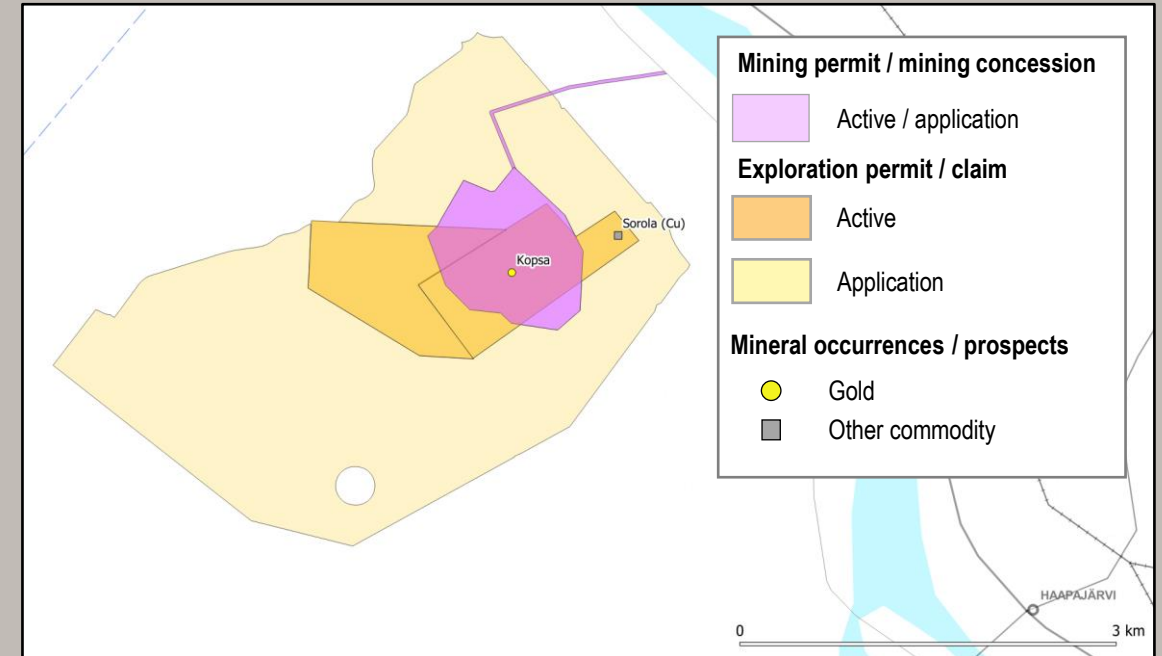 Mining permit / mining concession
Active / application
Exploration permit / claim
Active
Application
Mineral occurrences / prospects
Gold
Other commodity
Sorola (Cu)
Kopsa
HAAPAJÄRVI
0
3 km